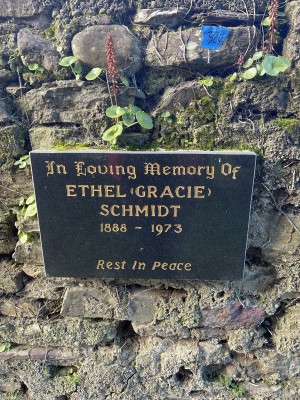 In Loving Memory Of
ETHEL (GRACIE)
SCHMIDT
1888 - 1973
Rest in peace